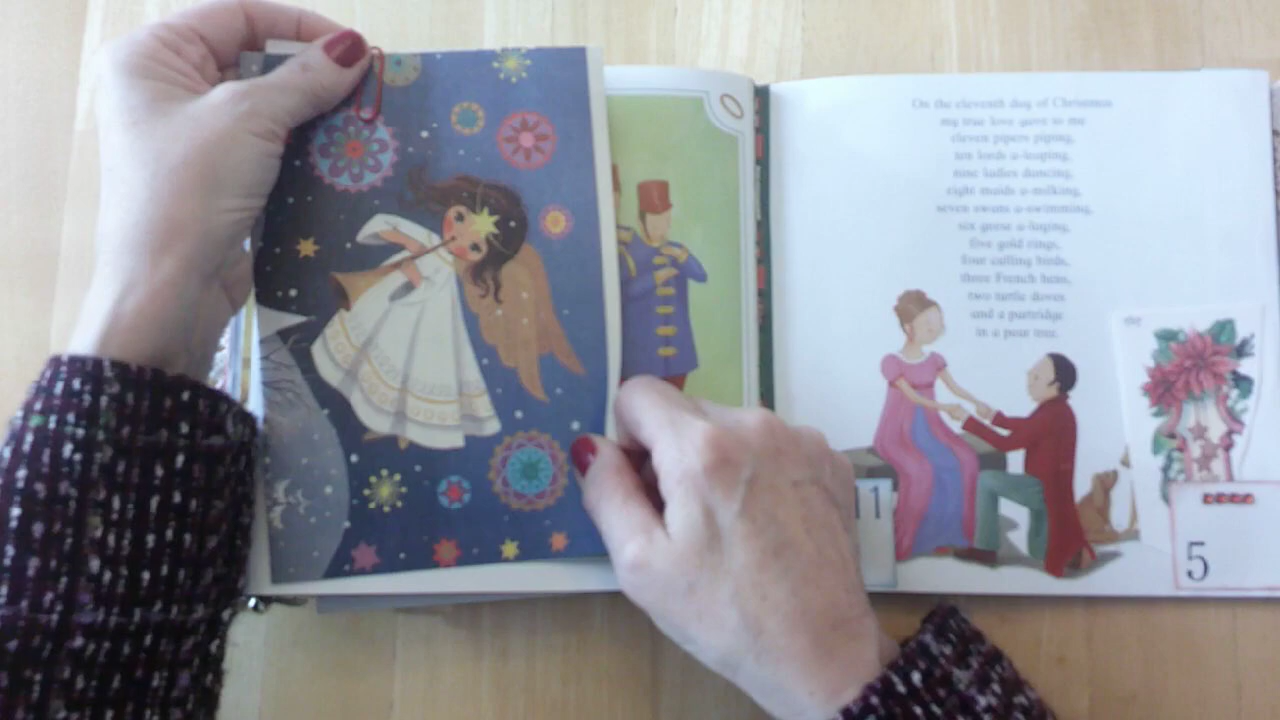 On the eleventh day of Christmas
my true love gave to me
eleven pipers piping,
ten lords a-leaping,
nine ladies dancing,
eight maids a-milking,
seven swans a-swimming,
six geese a-laying,
five gold rings,
four calling birds,
three French hens,
two turtle doves
and a partridge
in a pear tree.
11
5